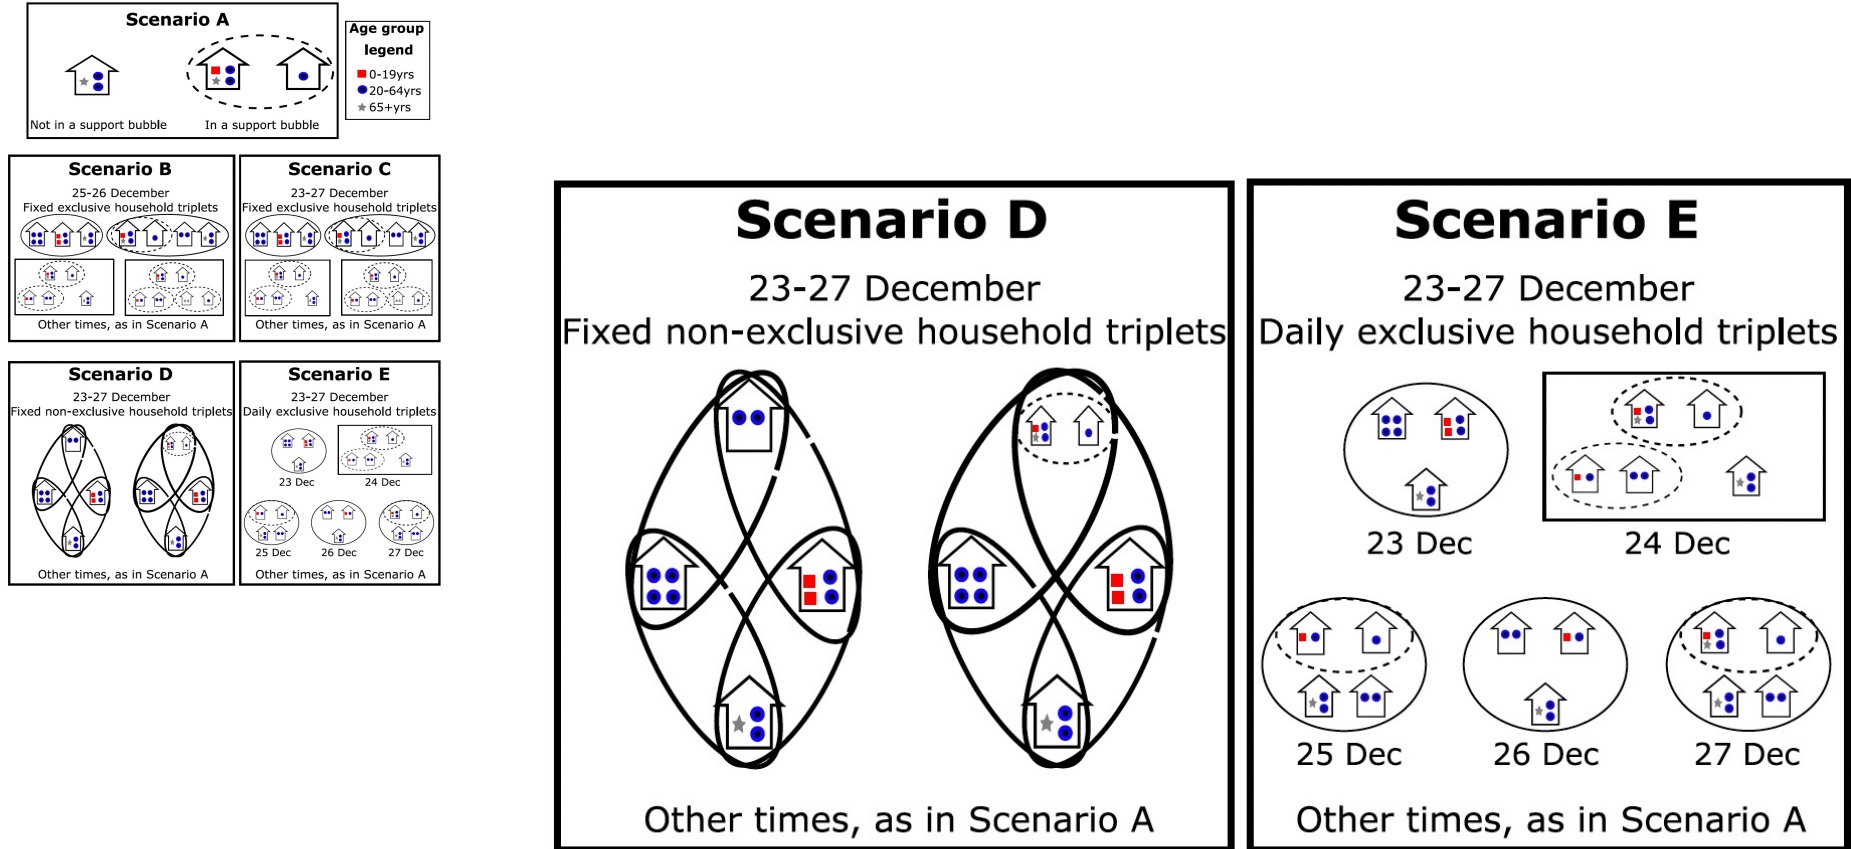 Scenario A
Not in a support bubble
In a support bubble
Age group
legend
0-19yrs
20-64yrs
65+yrs
Scenario B
25-26 December
Fixed exclusive household triplets
Other times, as in Scenario A
Scenario C
23-27 December
Fixed exclusive household triplets
Other times, as in Scenario A
Scenario D
23-27 December
Fixed non-exclusive household triplets
Other times, as in Scenario A
Scenario E
23-27 December
Daily exclusive household triplets
23 Dec
24 Dec
25 Dec
26 Dec
27 Dec
Other times, as in Scenario A
Scenario D
23-27 December
Fixed non-exclusive household triplets
Other times, as in Scenario A
Scenario E
23-27 December
Daily exclusive household triplets
23 Dec
24 Dec
25 Dec
26 Dec
27 Dec
Other times, as in Scenario A